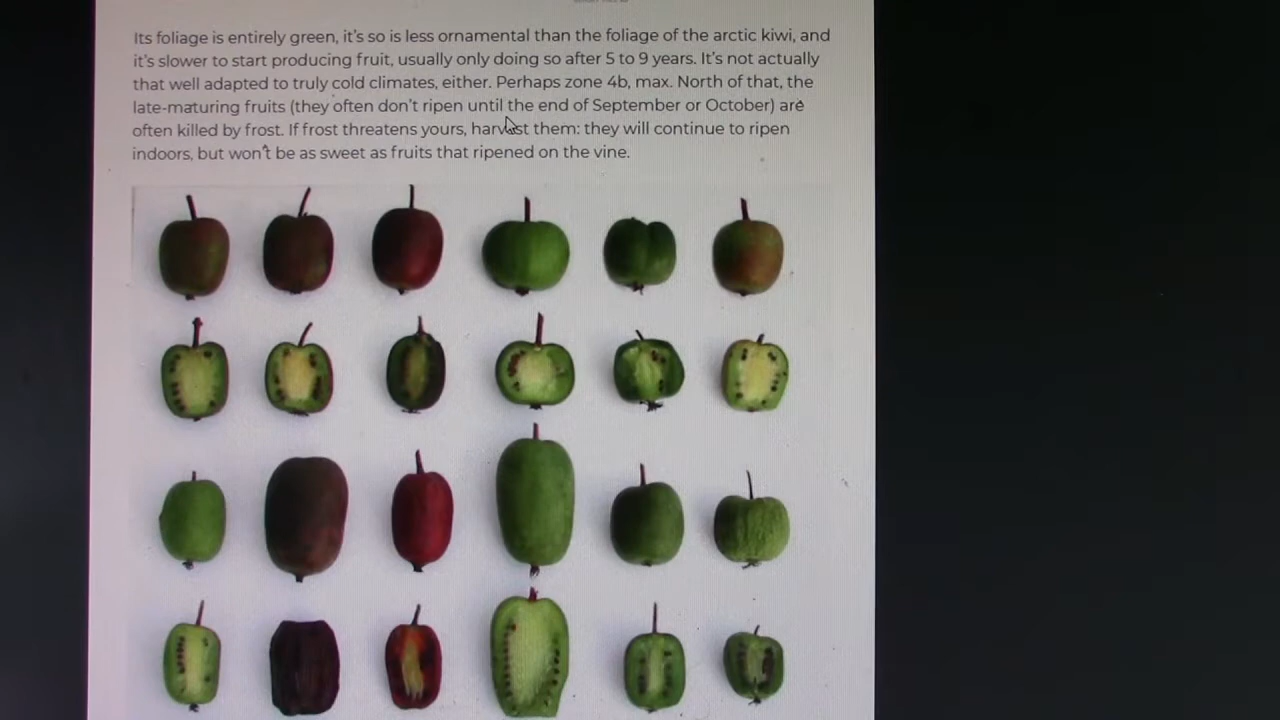 Its foliage is entirely green, it's so is less ornamental than the foliage of the arctic kiwi, and
it's slower to start producing fruit, usually only doing so after 5 to 9 years. It's not actually
that well adapted to truly cold climates, either. Perhaps zone 4b, max. North of that, the
late-maturing fruits (they often don't ripen until the end of September or October) are
often killed by frost. If frost threatens yours, harvest them: they will continue to ripen
indoors, but won't be as sweet as fruits that ripened on the vine.